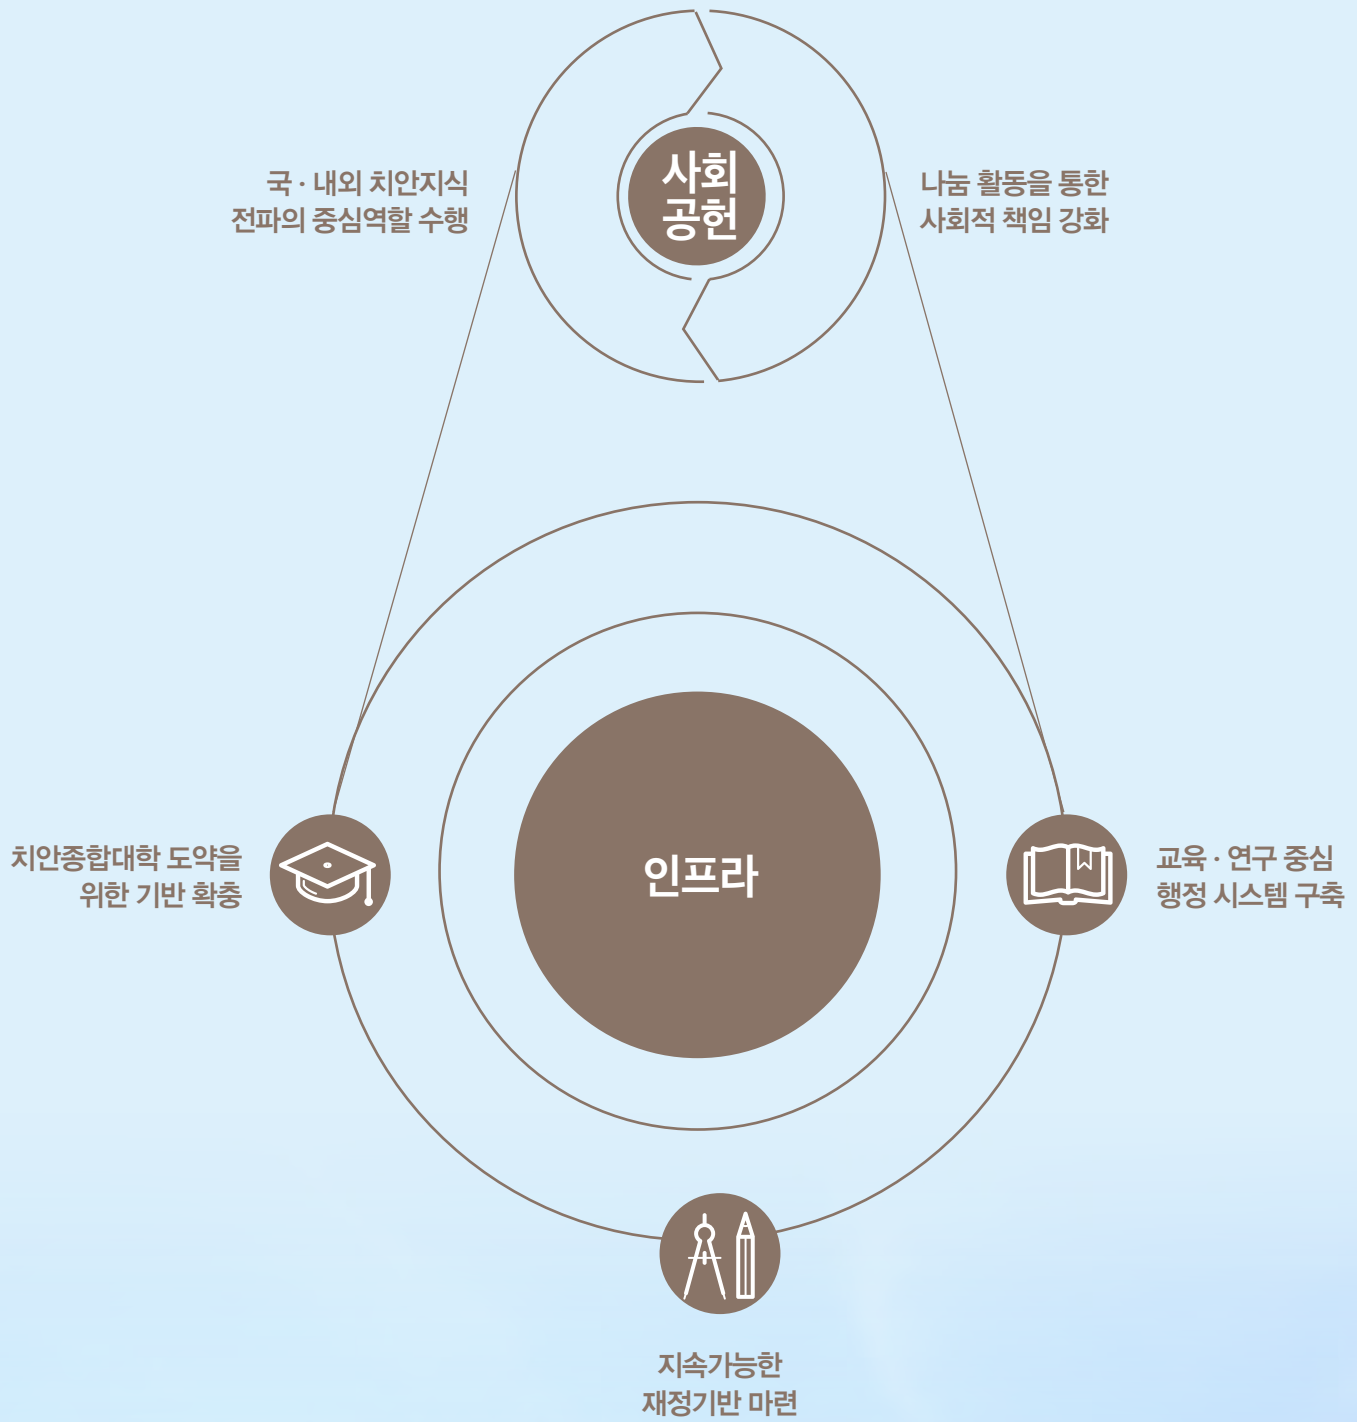 사회
공헌
국 · 내외 치안지식
전파의 중심역할 수행
나눔 활동을 통한
사회적 책임 강화
인프라
치안종합대학 도약을
위한 기반 확충
교육 · 연구 중심
행정 시스템 구축
지속가능한
재정기반 마련